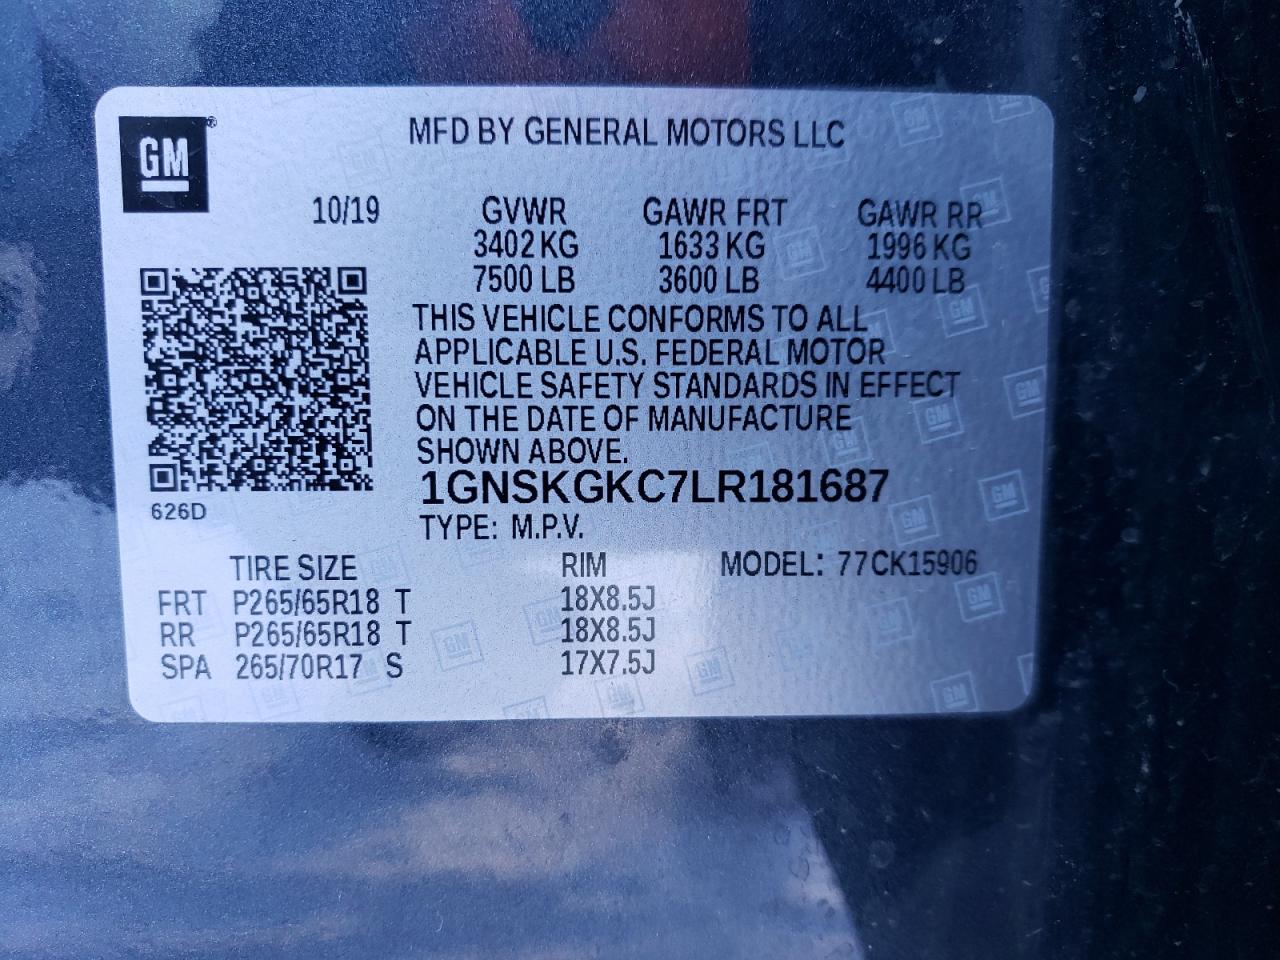 GM®
MFD BY GENERAL MOTORS LLC
10/19 GVWR GAWR FRT GAWR RR
3402 KG 1633 KG 1996 KG
7500 LB 3600 LB 4400 LB
THIS VEHICLE CONFORMS TO ALL
APPLICABLE U.S. FEDERAL MOTOR
VEHICLE SAFETY STANDARDS IN EFFECT
ON THE DATE OF MANUFACTURE
SHOWN ABOVE.
1GNSKGKC7LR181687
626D
TYPE: M.P.V.
TIRE SIZE RIM MODEL: 77CK15906
FRT P265/65R18 T 18X8.5J
RR P265/65R18 T 18X8.5J
SPA 265/70R17 S 17X7.5J